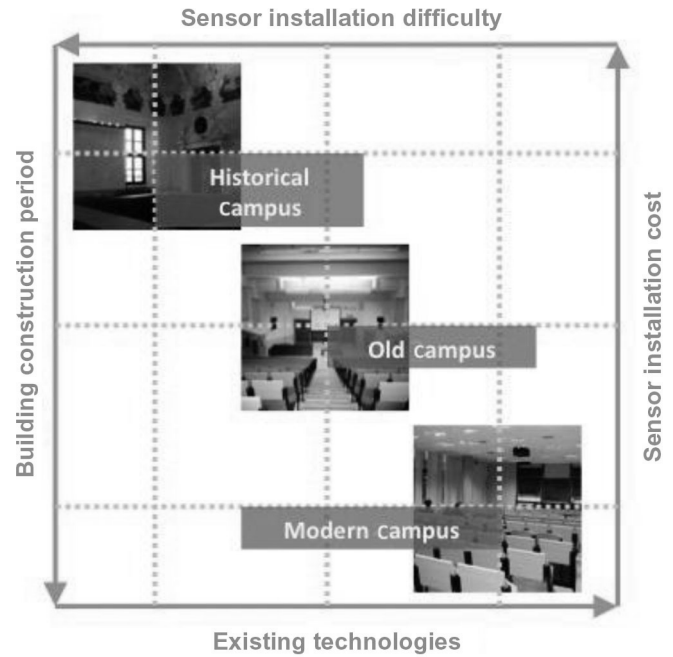 Sensor installation difficulty
Building construction period
Historical
campus
Sensor installation cost
Old campus
Modern campus
Existing technologies